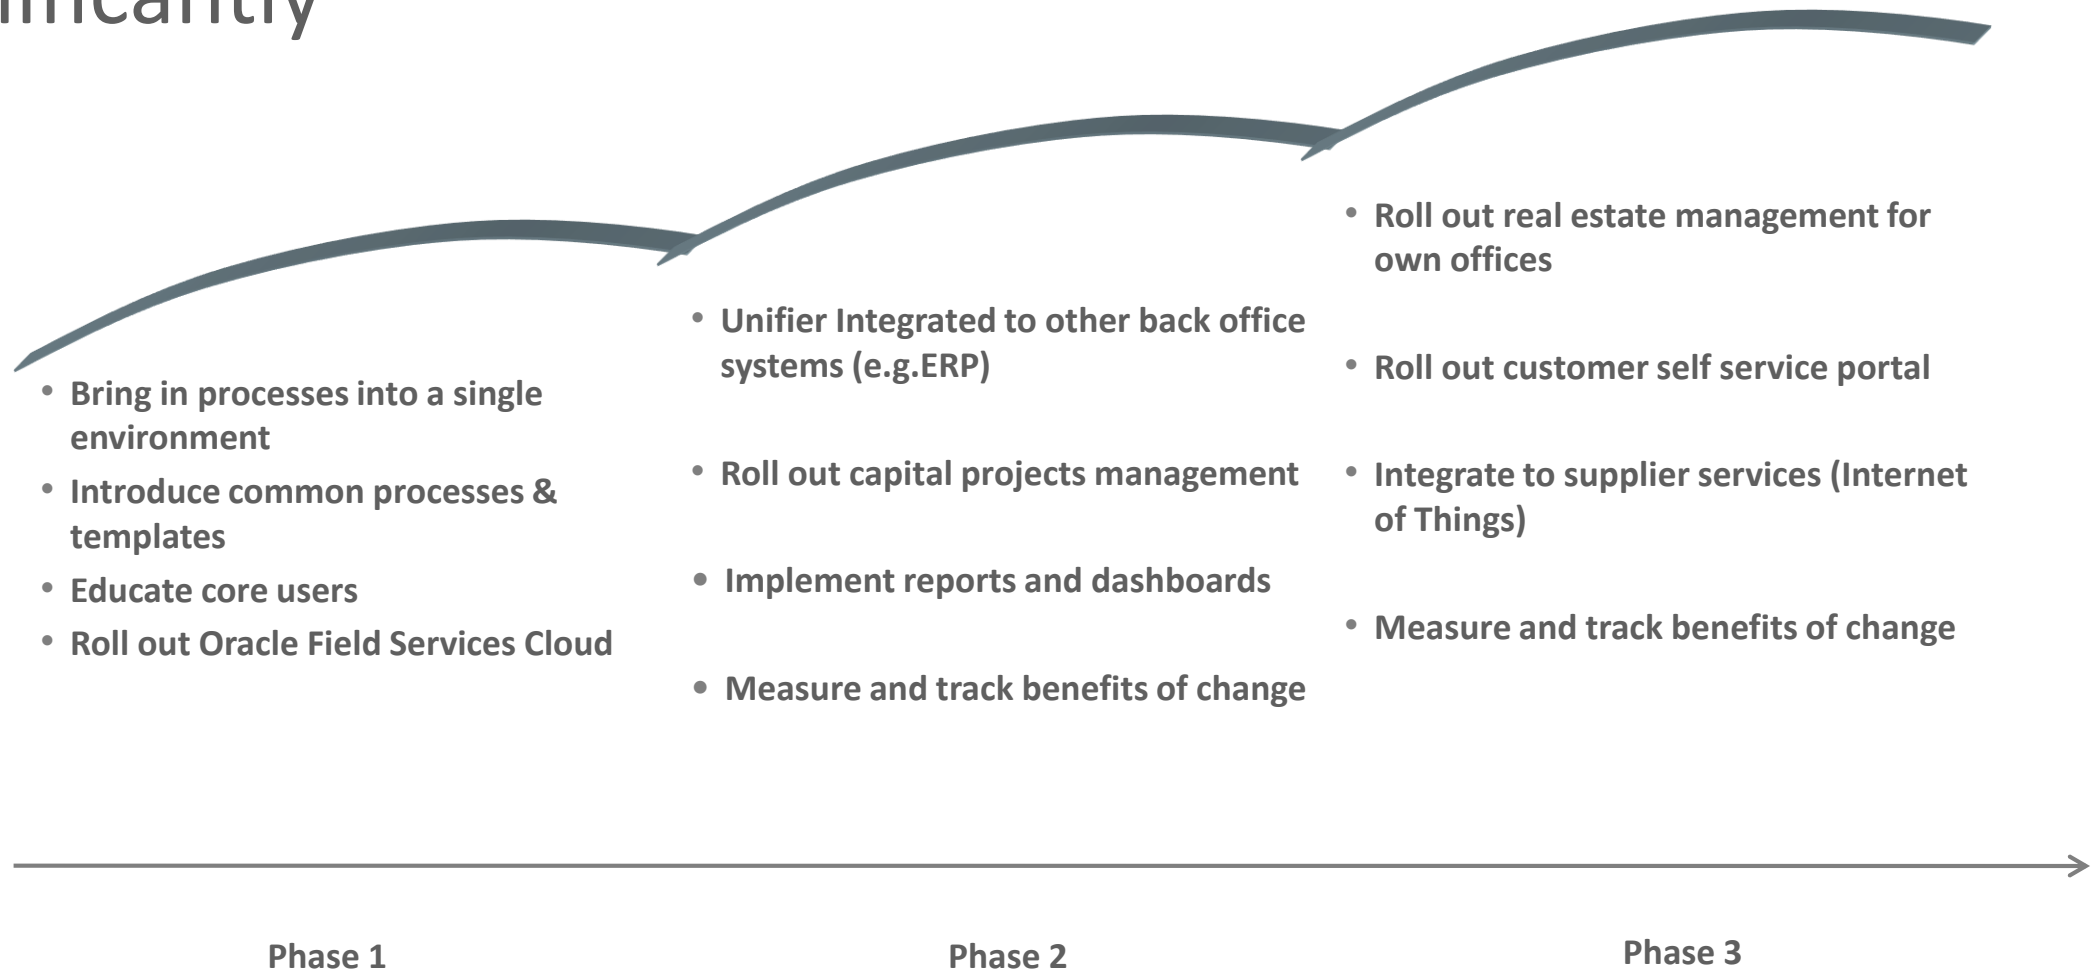 Bring in processes into a single
environment
Introduce common processes &
templates
Educate core users
Roll out Oracle Field Services Cloud
Unifier Integrated to other back office
systems (e.g.ERP)
Roll out capital projects management
Implement reports and dashboards
Measure and track benefits of change
Roll out real estate management for
own offices
Roll out customer self service portal
Integrate to supplier services (Internet
of Things)
Measure and track benefits of change
Phase 1
Phase 2
Phase 3